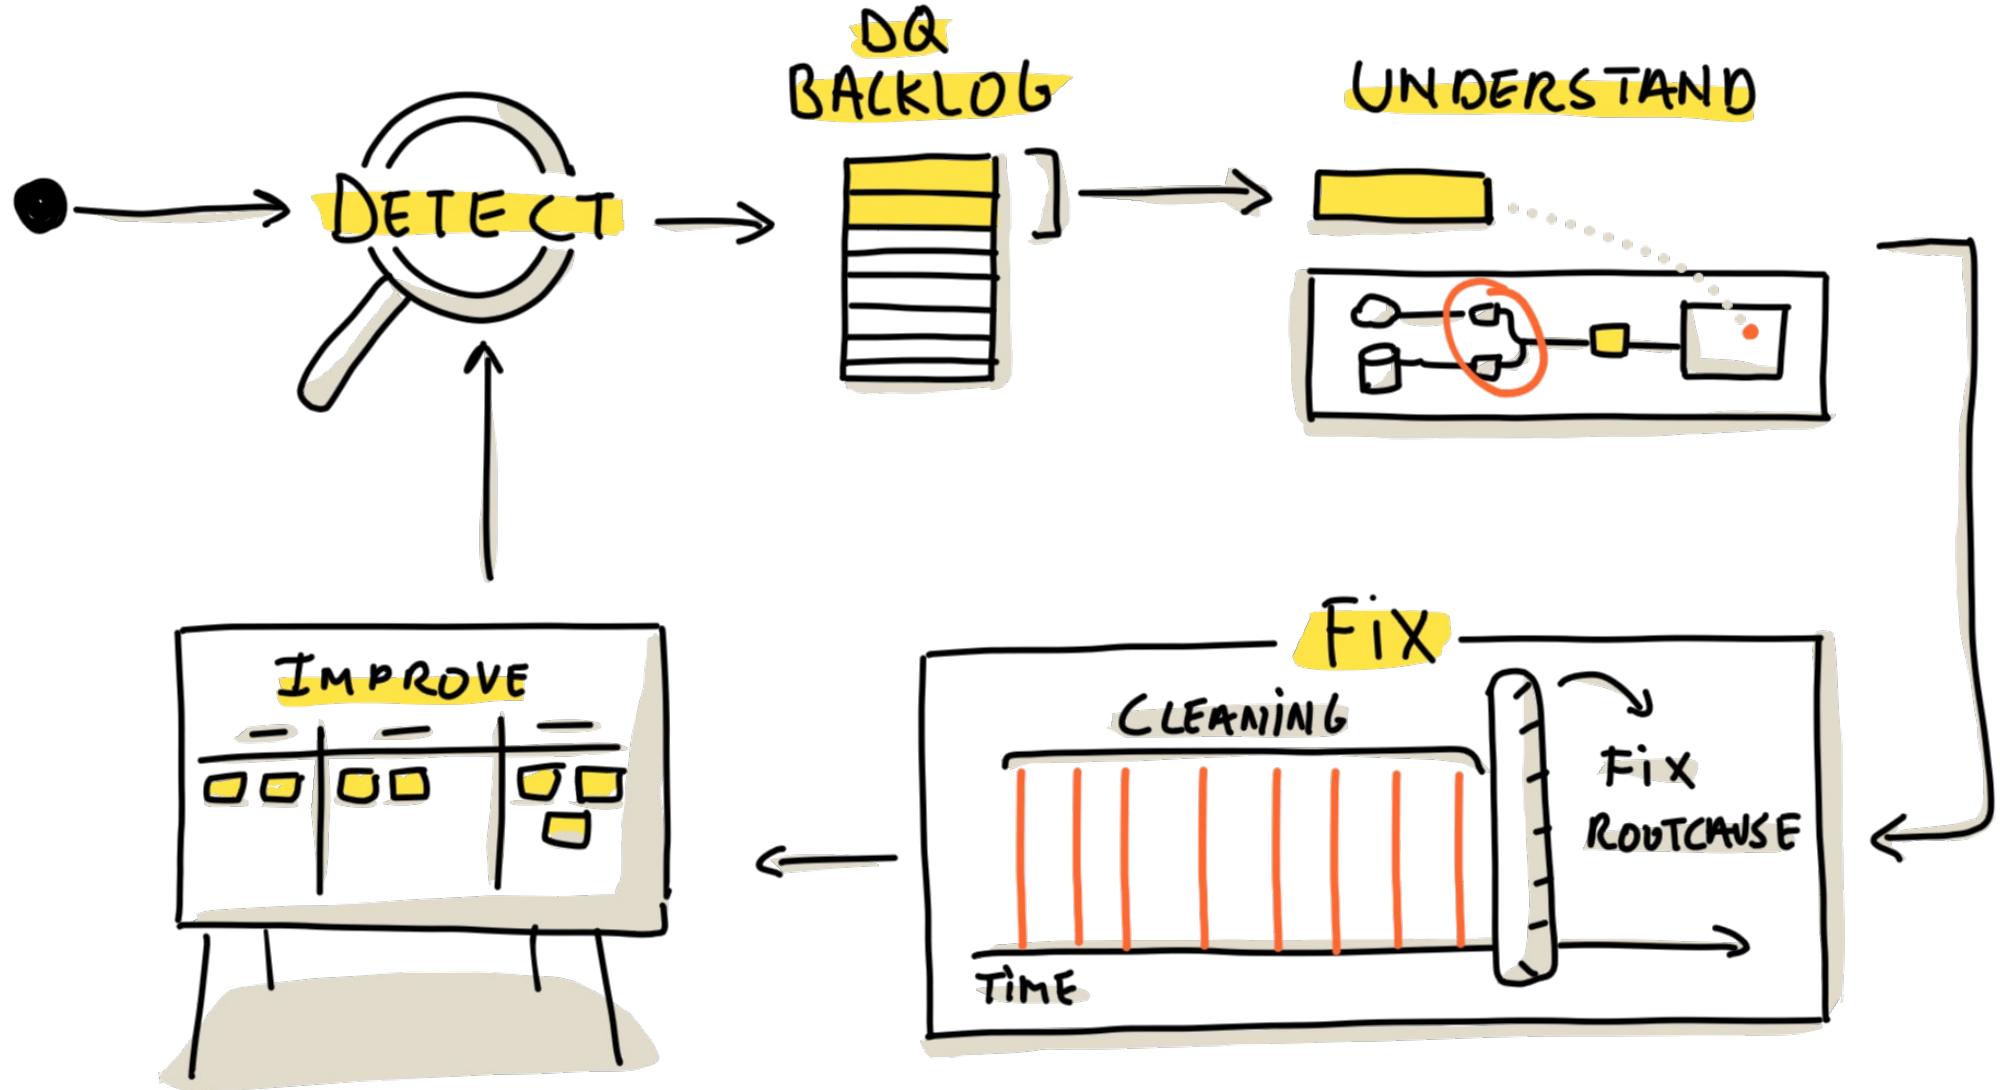 DQ
BACKLOG
UNDERSTAND
DETECT
FiX
CLEANiNG
FiX
ROOTCAUSE
TiME
IMPROVE